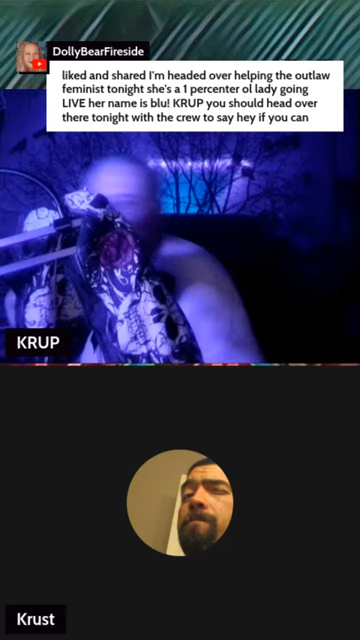 DollyBearFireside
liked and shared I'm headed over helping the outlaw
feminist tonight she's a 1 percenter ol lady going
LIVE her name is blu! KRUP you should head over
there tonight with the crew to say hey if you can
KRUP
Krust